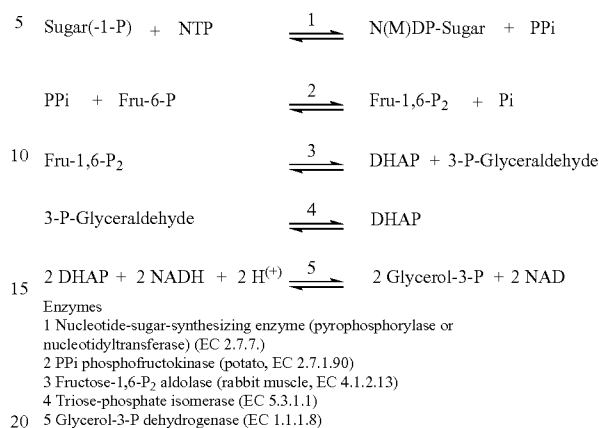 5 Sugar(-1-P) + NTP 1 N(M)DP-Sugar + PPi
PPi + Fru-6-P 2 Fru-1,6-P₂ + Pi
10 Fru-1,6-P₂ 3 DHAP + 3-P-Glyceraldehyde
3-P-Glyceraldehyde 4 DHAP
15 2 DHAP + 2 NADH + 2 H⁽⁺⁾ 5 2 Glycerol-3-P + 2 NAD
Enzymes
1 Nucleotide-sugar-synthesizing enzyme (pyrophosphorylase or
nucleotidyltransferase) (EC 2.7.7.)
2 PPi phosphofructokinase (potato, EC 2.7.1.90)
3 Fructose-1,6-P₂ aldolase (rabbit muscle, EC 4.1.2.13)
4 Triose-phosphate isomerase (EC 5.3.1.1)
20 5 Glycerol-3-P dehydrogenase (EC 1.1.1.8)